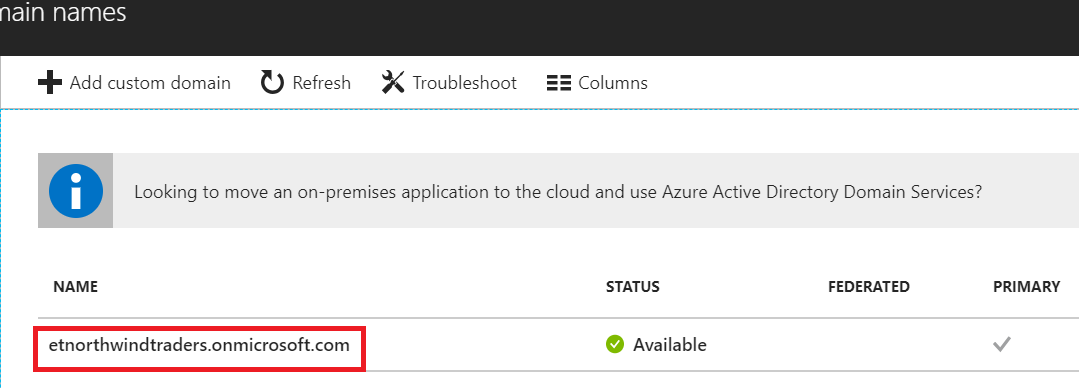 main names
Add custom domain Refresh Troubleshoot Columns
Looking to move an on-premises application to the cloud and use Azure Active Directory Domain Services?
NAME STATUS FEDERATED PRIMARY
etnorthwindtraders.onmicrosoft.com Available